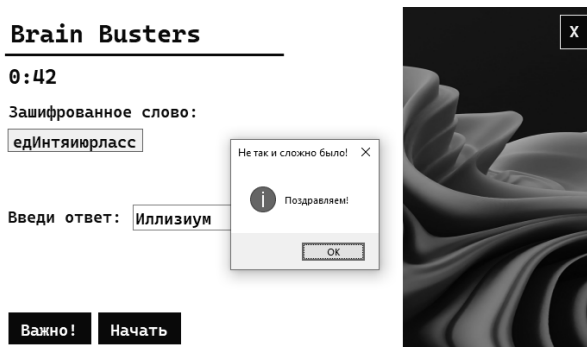 Brain Busters
X
0:42
Зашифрованное слово:
едИнтяиюрласс
Не так и сложно было!
Поздравляем!
Введи ответ: Иллизиум
OK
Важно! Начать